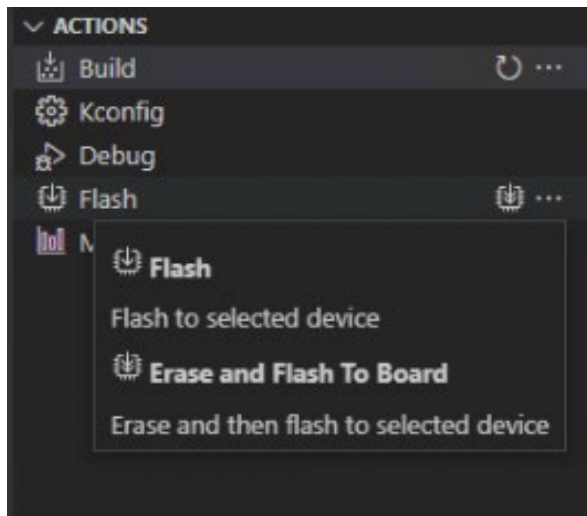 ACTIONS
Build
Kconfig
Debug
Flash
Flash
Flash to selected device
Erase and Flash To Board
Erase and then flash to selected device